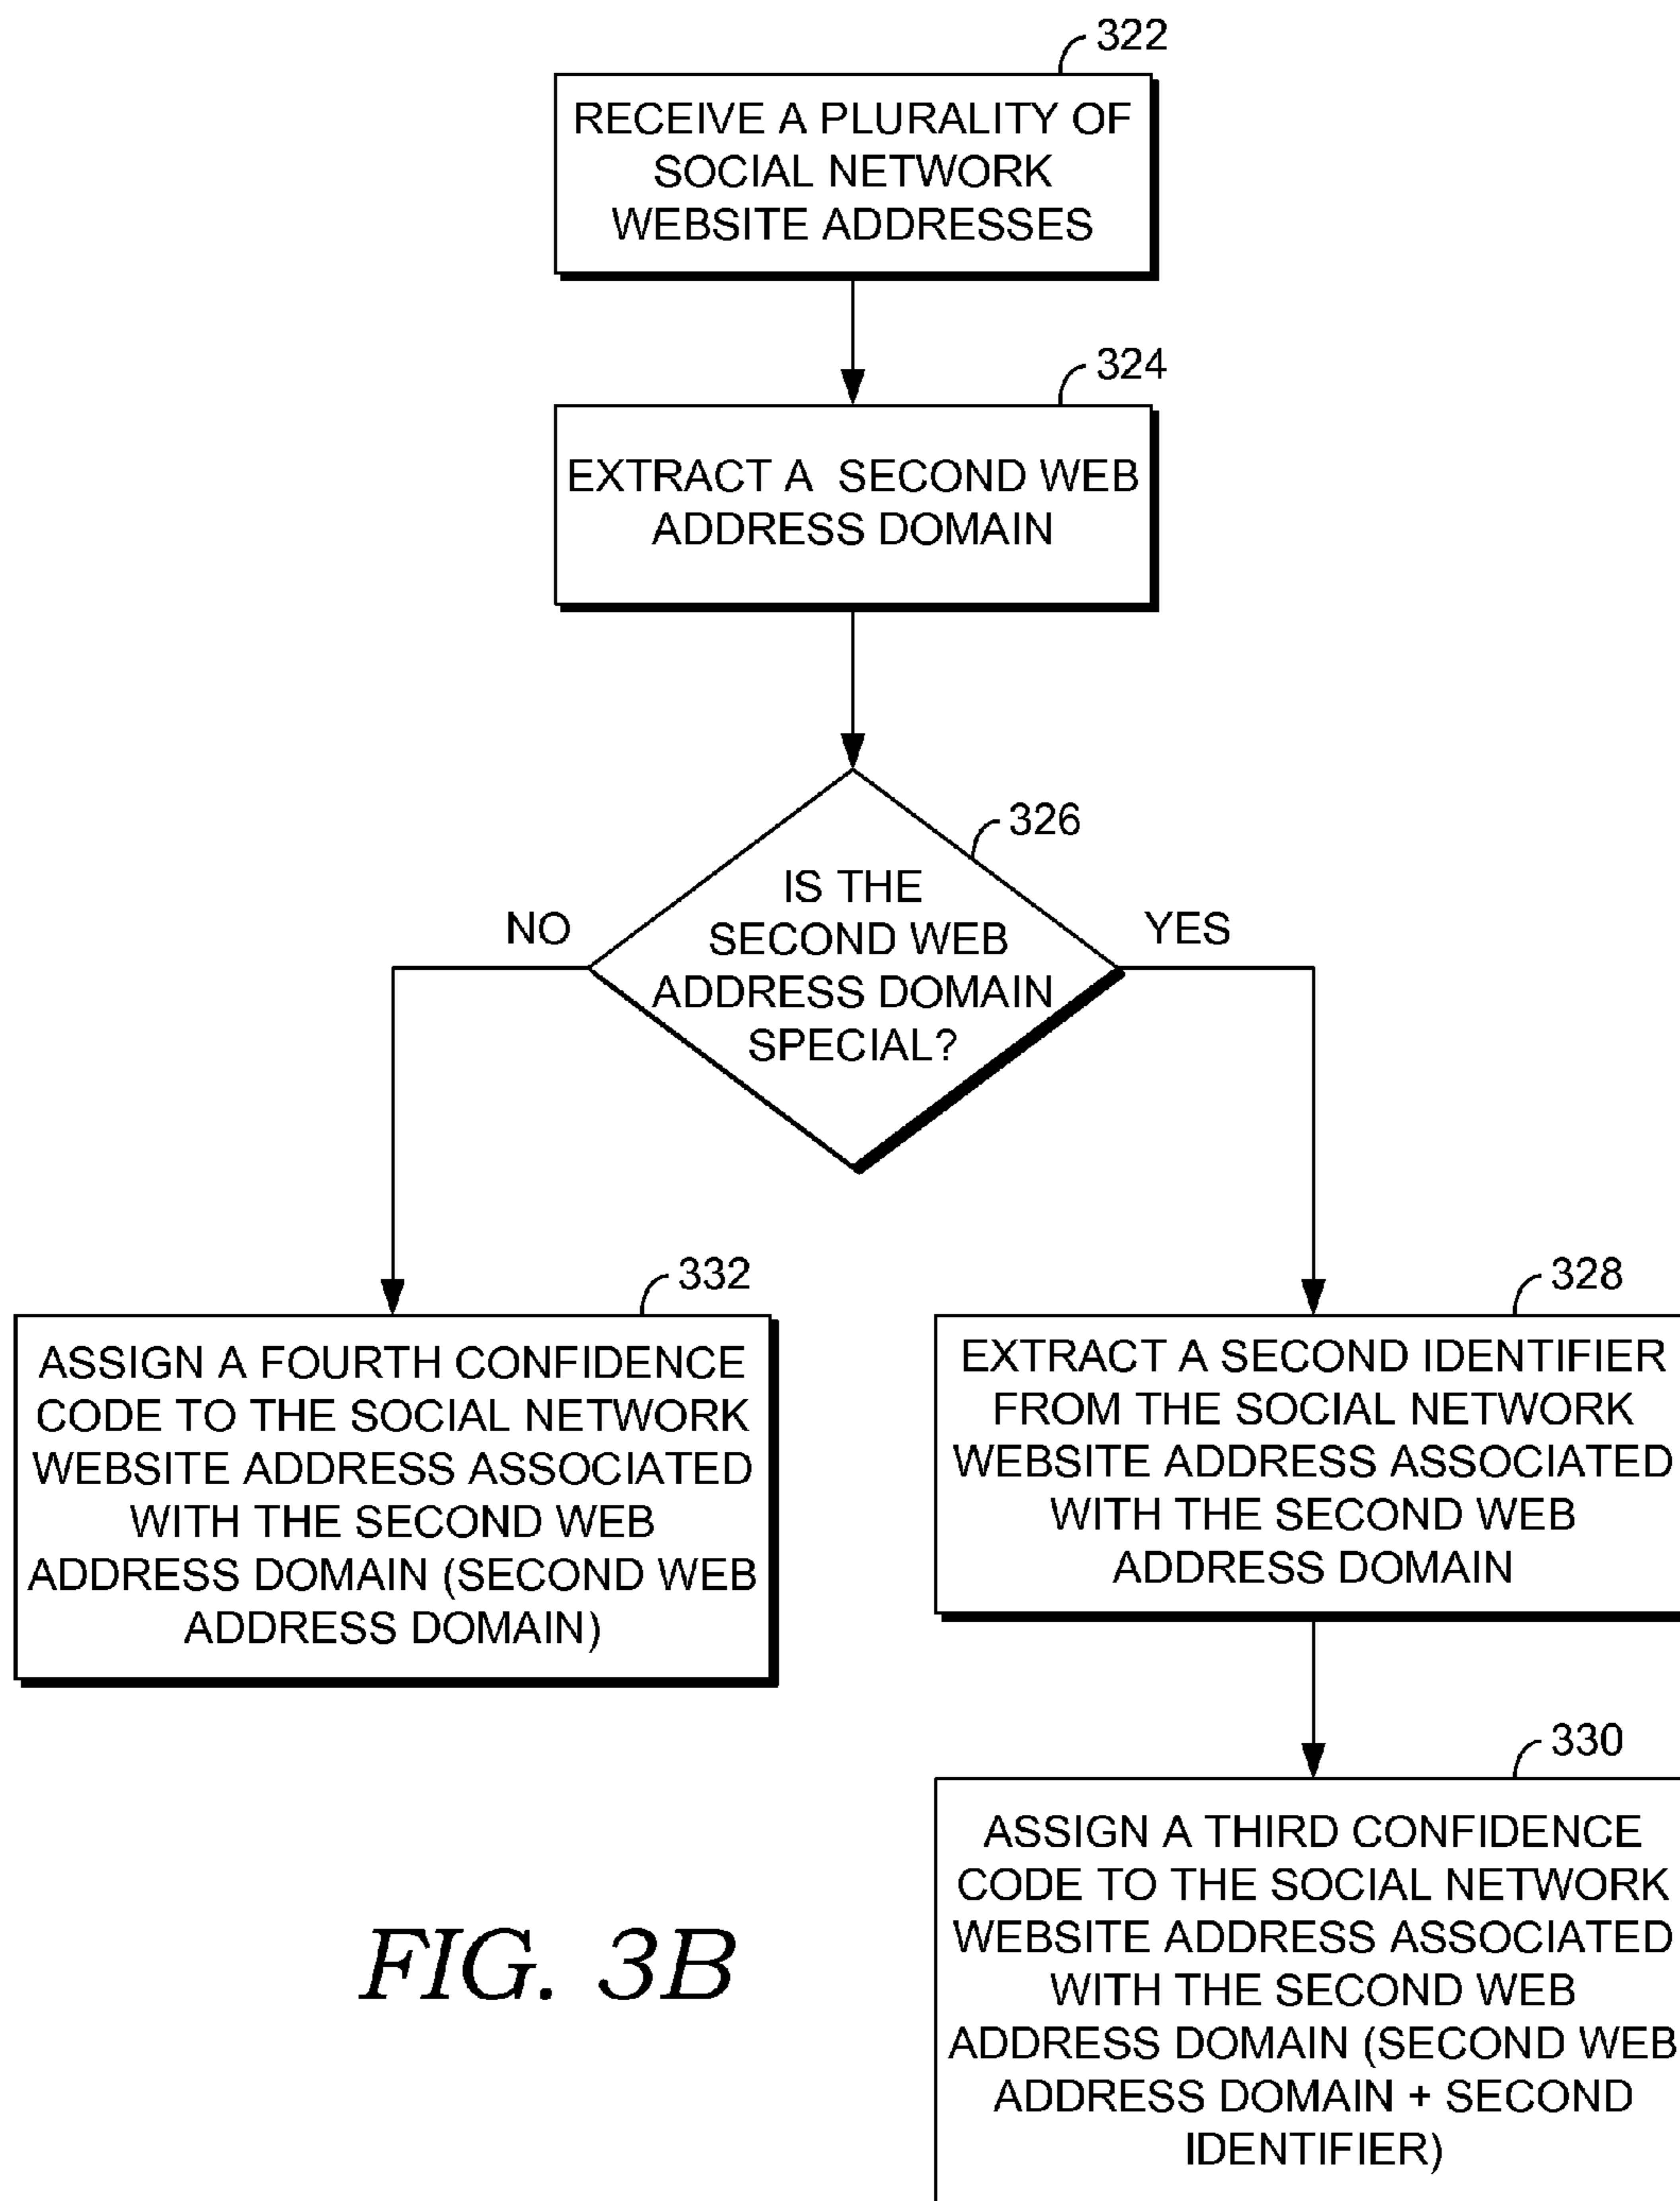 322
RECEIVE A PLURALITY OF
SOCIAL NETWORK
WEBSITE ADDRESSES
324
EXTRACT A SECOND WEB
ADDRESS DOMAIN
326
IS THE
SECOND WEB
ADDRESS DOMAIN
SPECIAL?
NO
YES
332
ASSIGN A FOURTH CONFIDENCE
CODE TO THE SOCIAL NETWORK
WEBSITE ADDRESS ASSOCIATED
WITH THE SECOND WEB
ADDRESS DOMAIN (SECOND WEB
ADDRESS DOMAIN)
328
EXTRACT A SECOND IDENTIFIER
FROM THE SOCIAL NETWORK
WEBSITE ADDRESS ASSOCIATED
WITH THE SECOND WEB
ADDRESS DOMAIN
330
ASSIGN A THIRD CONFIDENCE
CODE TO THE SOCIAL NETWORK
WEBSITE ADDRESS ASSOCIATED
WITH THE SECOND WEB
ADDRESS DOMAIN (SECOND WEB
ADDRESS DOMAIN + SECOND
IDENTIFIER)
FIG. 3B